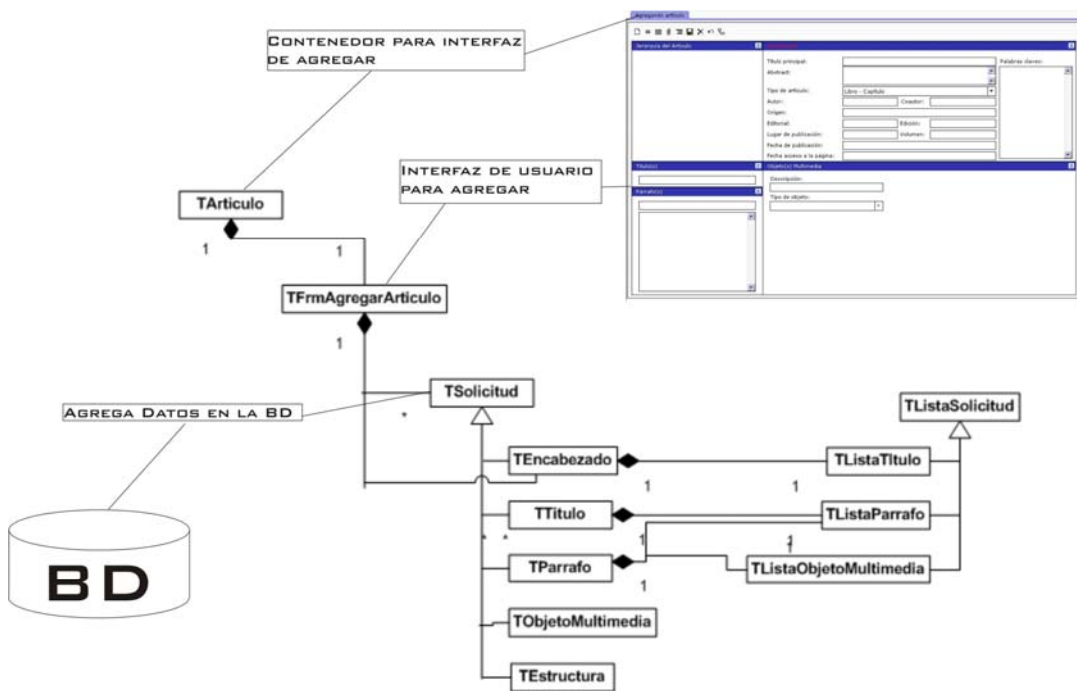 Agregando artículo
CONTENEDOR PARA INTERFAZ
DE AGREGAR
Jerarquía del Artículo
Título principal:
Palabras claves:
Abstract:
Tipo de artículo:
Libro - Capítulo
Autor:
Coautor:
Origen:
Editorial:
Edición:
Lugar de publicación:
Volumen:
Fecha de publicación:
Fecha acceso a la página:
Título(s)
Objeto(s) Multimedia
Descripción:
Párrafo(s)
Tipo de objeto:
INTERFAZ DE USUARIO
PARA AGREGAR
TArticulo
1
1
TFrmAgregarArticulo
1
TSolicitud
*
AGREGA DATOS EN LA BD
TListaSolicitud
TEncabezado
TListaTItulo
1
1
TTitulo
TListaParrafo
* *
1
1
1
TParrafo
TListaObjetoMultimedia
1
BD
TObjetoMultimedia
TEstructura